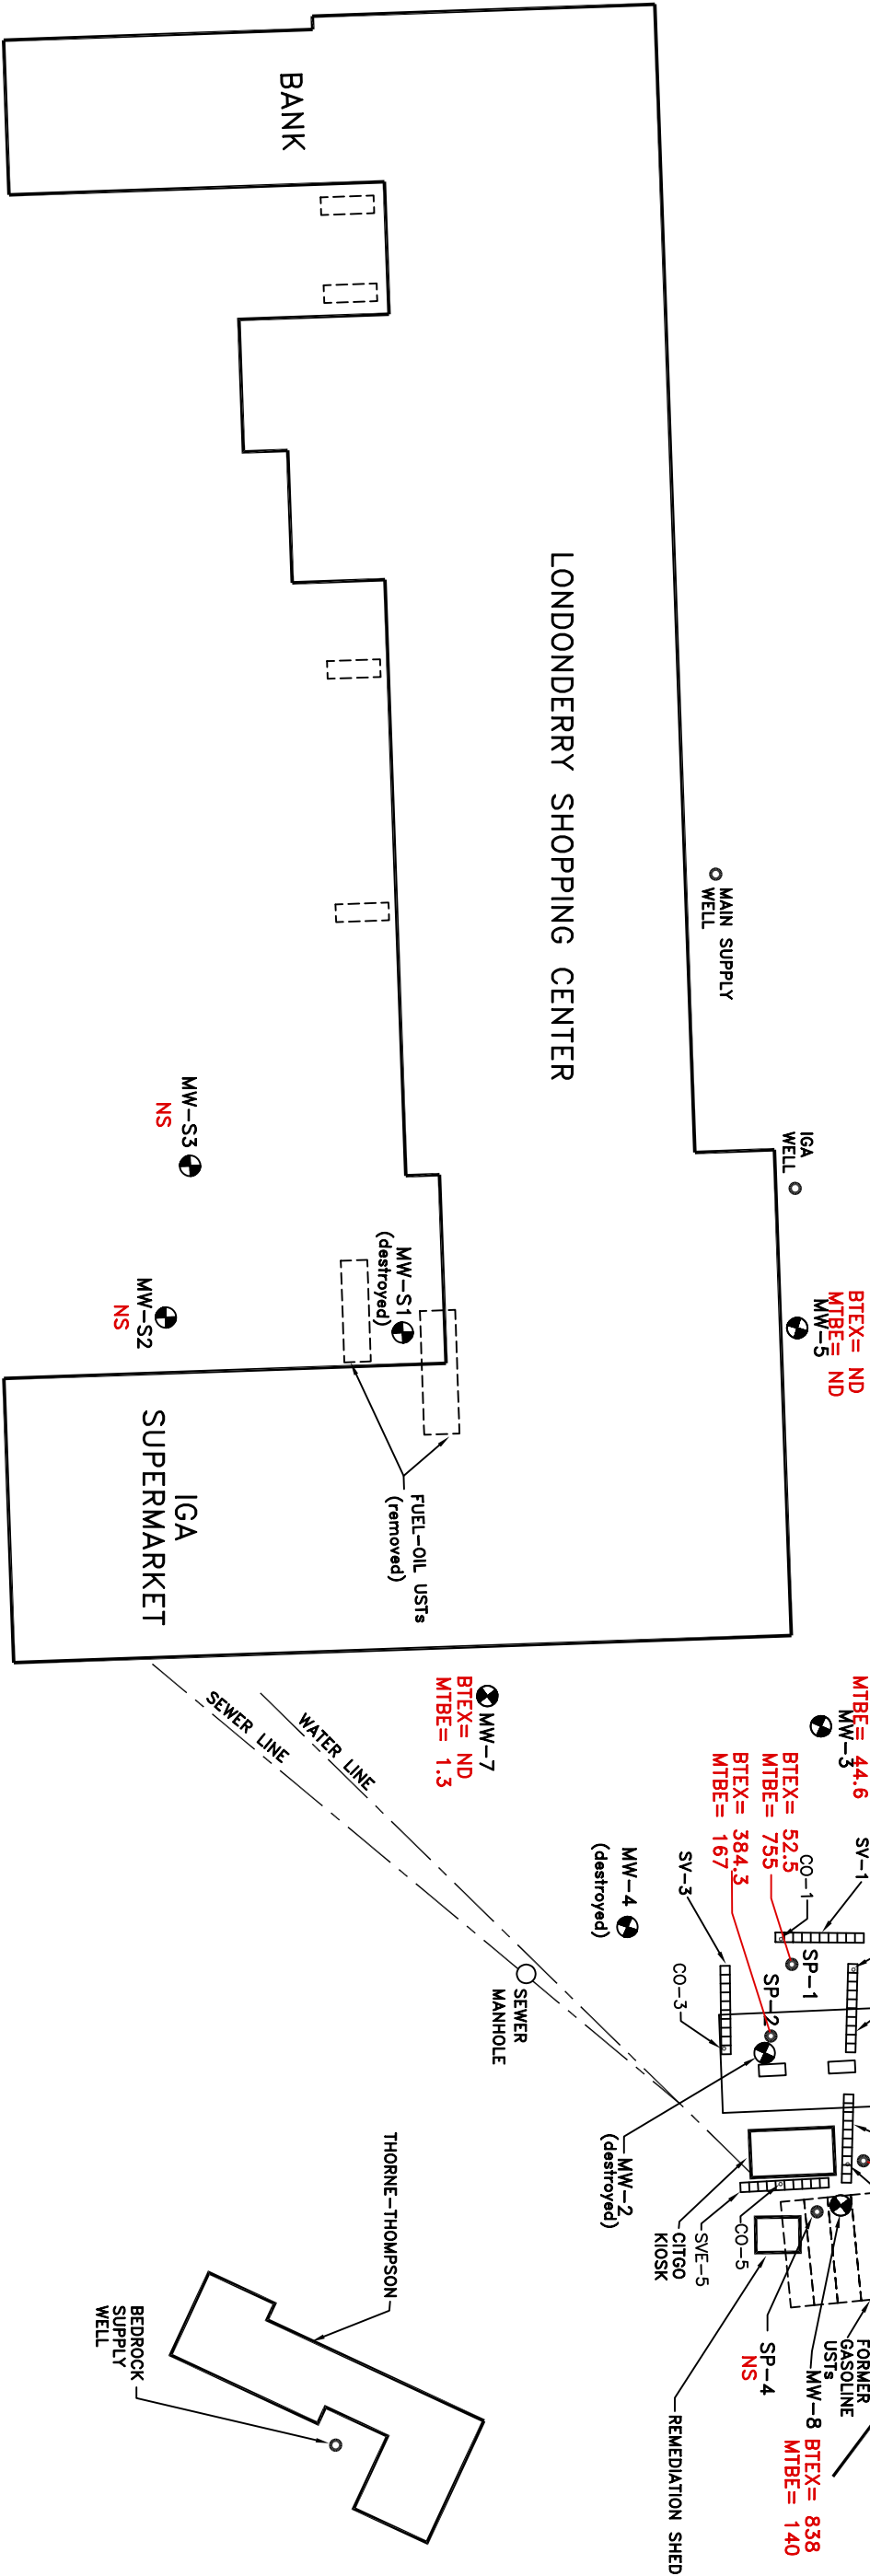 BANK
LONDONDERRY SHOPPING CENTER
MAIN SUPPLY
WELL
IGA
WELL
BTEX= ND
MTBE= ND
MW-5
MW-S3
NS
MW-S2
NS
MW-S1
(destroyed)
FUEL-OIL USTs
(removed)
IGA
SUPERMARKET
SEWER LINE
WATER LINE
MW-7
BTEX= ND
MTBE= 1.3
MTBE= 44.6
MW-3
BTEX= 52.5
MTBE= 755
BTEX= 384.3
MTBE= 167
SV-1
CO-1
SP-1
SP-2
MW-4
(destroyed)
SV-3
CO-3
SEWER
MANHOLE
MW-2
(destroyed)
CITGO
KIOSK
SVE-5
CO-5
FORMER
GASOLINE
USTs
MW-8
BTEX= 838
MTBE= 140
SP-4
NS
REMEDIATION SHED
THORNE-THOMPSON
BEDROCK
SUPPLY
WELL